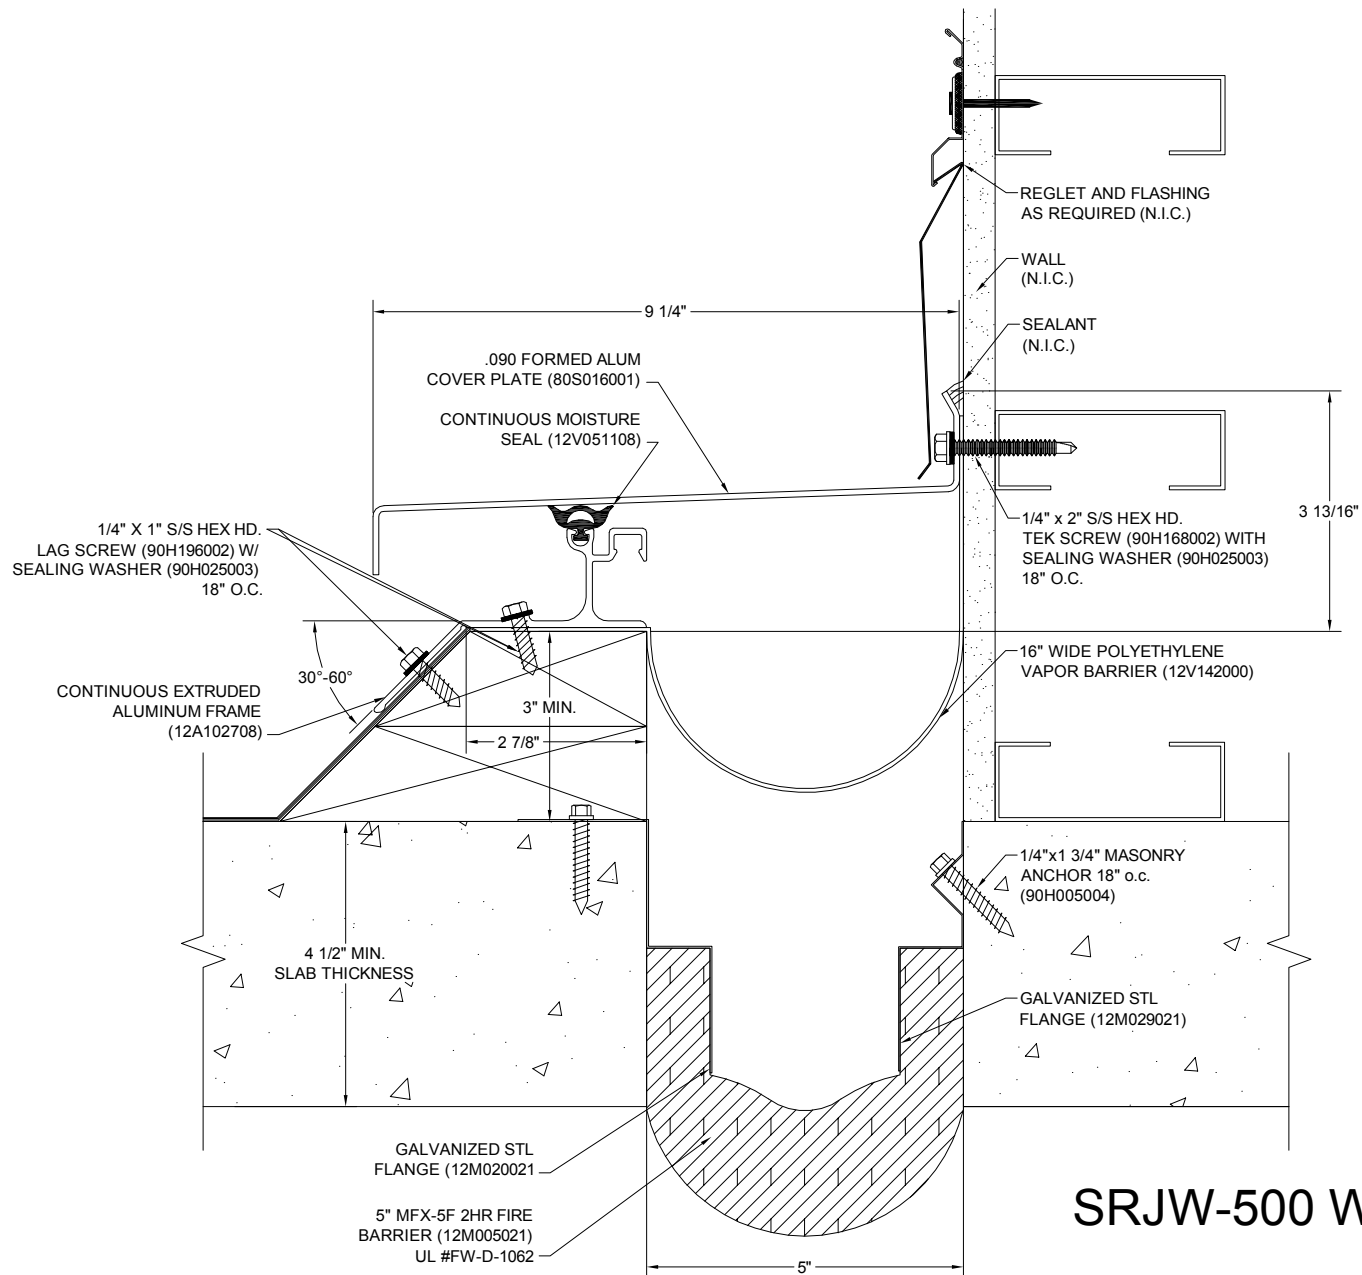 REGLET AND FLASHING
AS REQUIRED (N.I.C.)
WALL
(N.I.C.)
9 1/4"
SEALANT
(N.I.C.)
.090 FORMED ALUM
COVER PLATE (80S016001)
CONTINUOUS MOISTURE
SEAL (12V051108)
1/4" X 1" S/S HEX HD.
LAG SCREW (90H196002) W/
SEALING WASHER (90H025003)
18" O.C.
1/4" x 2" S/S HEX HD.
TEK SCREW (90H168002) WITH
SEALING WASHER (90H025003)
18" O.C.
3 13/16"
30°-60°
CONTINUOUS EXTRUDED
ALUMINUM FRAME
(12A102708)
3" MIN.
2 7/8"
16" WIDE POLYETHYLENE
VAPOR BARRIER (12V142000)
1/4"x1 3/4" MASONRY
ANCHOR 18" o.c.
(90H005004)
4 1/2" MIN.
SLAB THICKNESS
GALVANIZED STL
FLANGE (12M029021)
GALVANIZED STL
FLANGE (12M020021
5" MFX-5F 2HR FIRE
BARRIER (12M005021)
UL #FW-D-1062
5"
SRJW-500 W